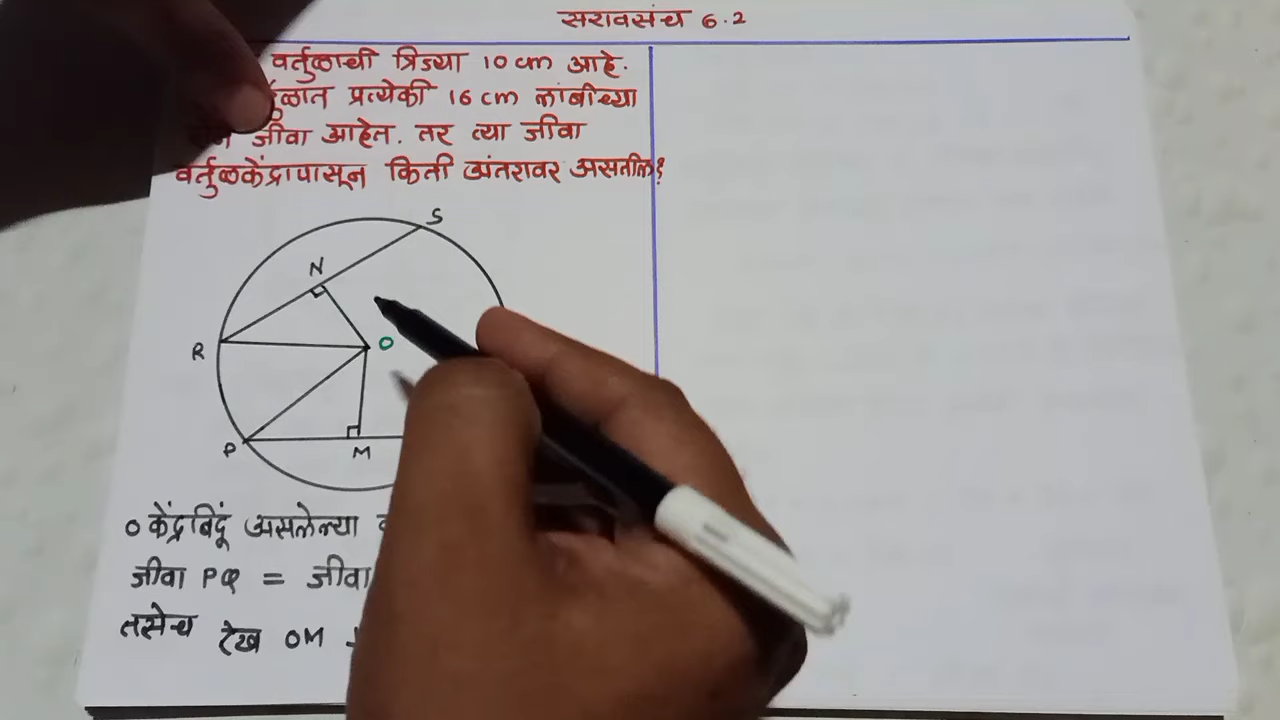 सरावसंच 6.2
वर्तुळाची त्रिज्या 10 cm आहे.
प्रत्येकी 16 cm लांबीच्या
जीवा आहेत. तर त्या जीवा
वर्तुळकेंद्रापासून किती अंतरावर असतील?
S
N
R
O
P
M
O केंद्रबिंदू असलेल्या
जीवा PQ = जीवा
तसेच रेख OM